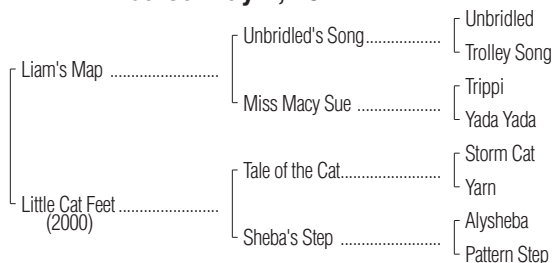 Unbridled
Unbridled's Song....................
Trolley Song
Liam's Map ..........................
Trippi
Miss Macy Sue ....................
Yada Yada
Storm Cat
Tale of the Cat........................
Yarn
Little Cat Feet ........................
(2000)
Alysheba
Sheba's Step ........................
Pattern Step